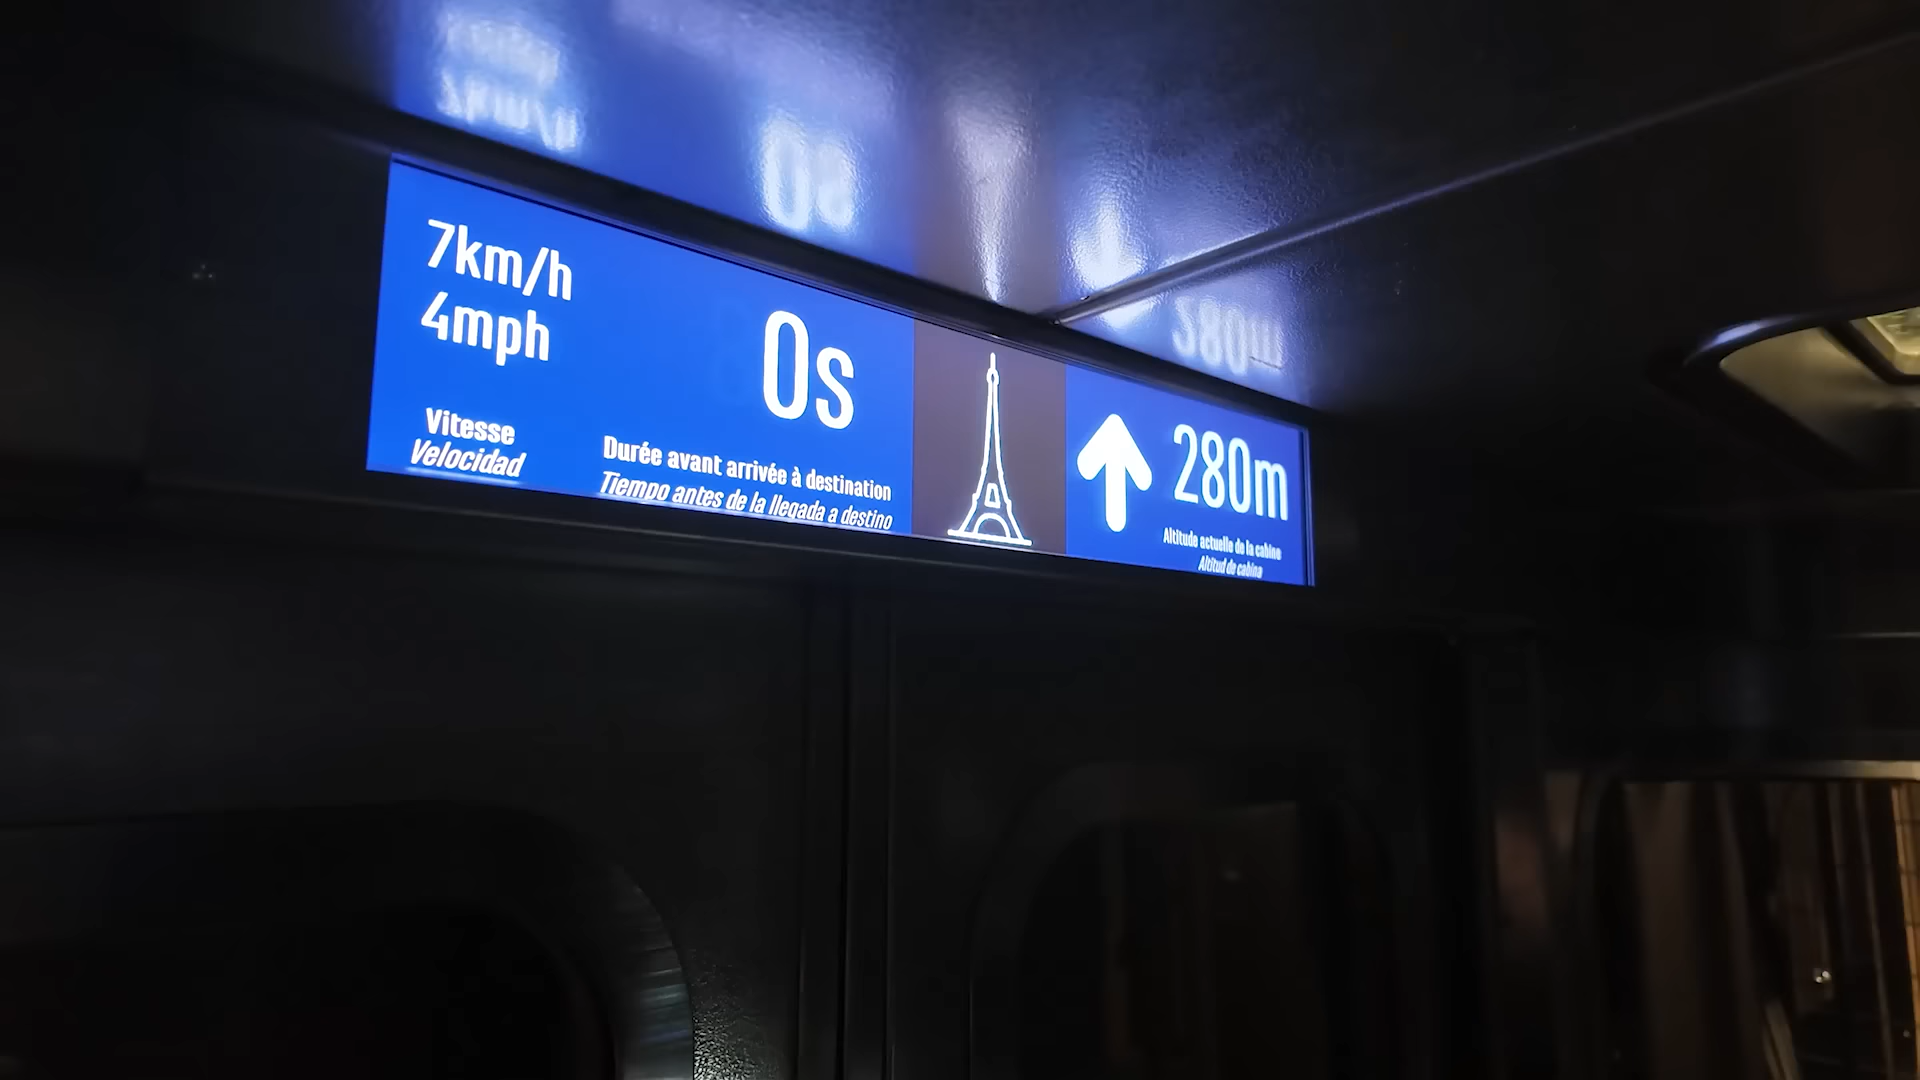 7km/h
4mph
Vitesse
Velocidad
0s
Durée avant arrivée à destination
Tiempo antes de la llegada a destino
280m
Altitude actuelle de la cabine
Altitud de cabina